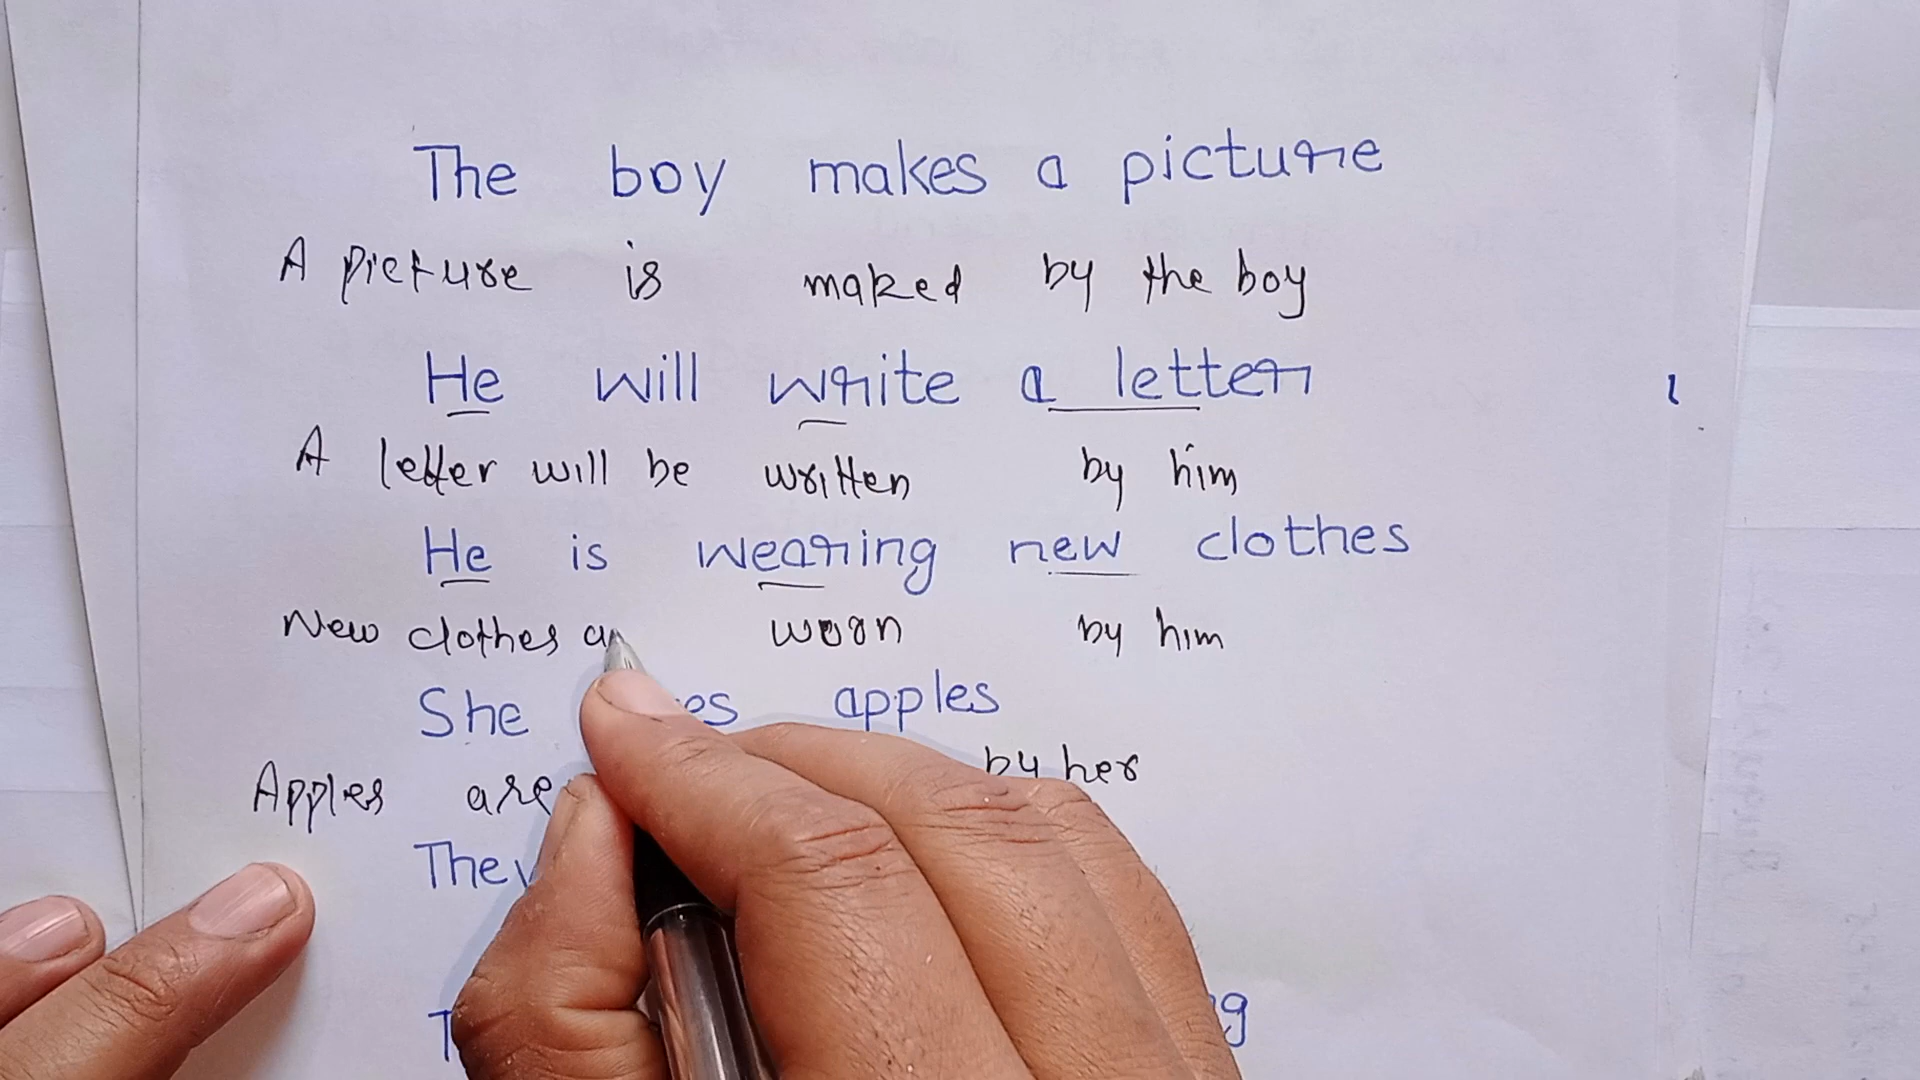 The boy makes a picture
A picture is maked by the boy
He will write a letter
A letter will be written by him
He is wearing new clothes
New clothes worn by him
She apples
Apples are by her